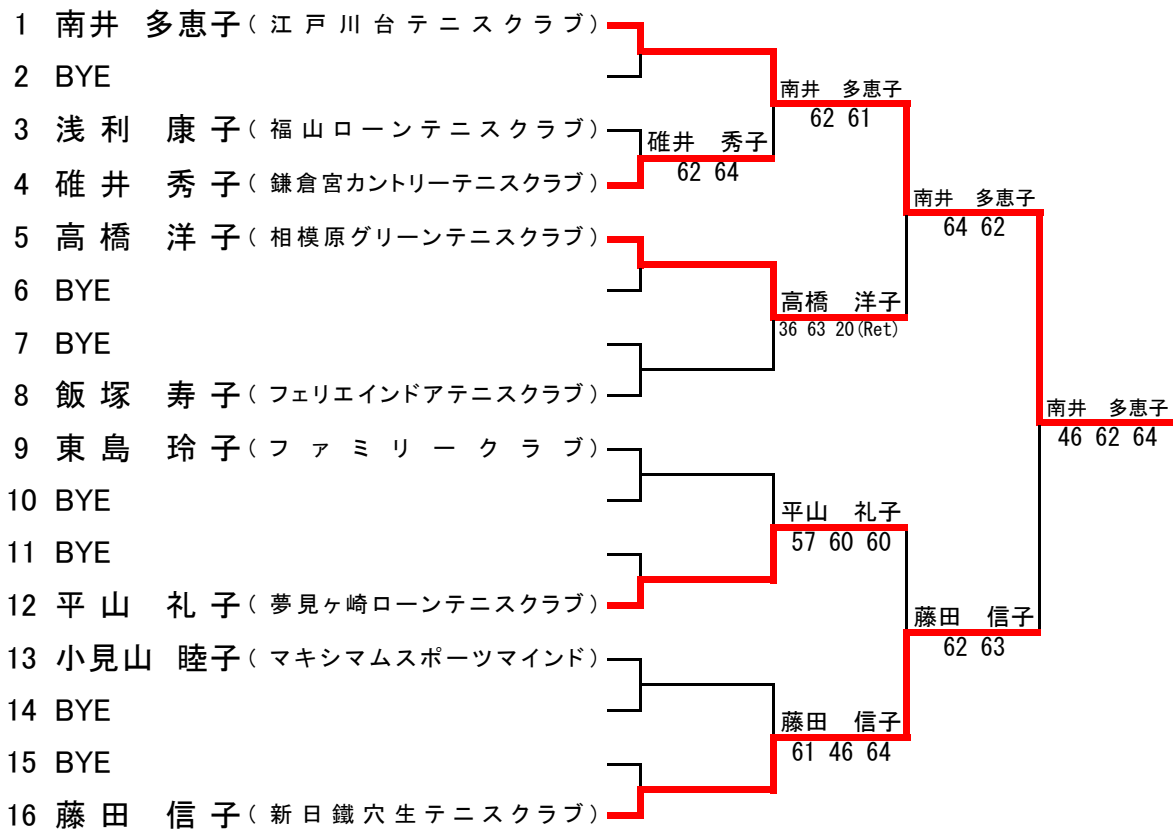 1 南井 多恵子(江戸川台テニスクラブ)
2 BYE
3 浅利 康子(福山ローンテニスクラブ)
4 碓井 秀子(鎌倉宮カントリーテニスクラブ)
5 高橋 洋子(相模原グリーンテニスクラブ)
6 BYE
7 BYE
8 飯塚 寿子(フェリエインドアテニスクラブ)
9 東島 玲子(ファミリークラブ)
10 BYE
11 BYE
12 平山 礼子(夢見ヶ崎ローンテニスクラブ)
13 小見山 睦子(マキシマムスポーツマインド)
14 BYE
15 BYE
16 藤田 信子(新日鐵穴生テニスクラブ)
碓井 秀子
62 64
南井 多恵子
62 61
高橋 洋子
36 63 20(Ret)
平山 礼子
57 60 60
藤田 信子
61 46 64
南井 多恵子
64 62
藤田 信子
62 63
南井 多恵子
46 62 64